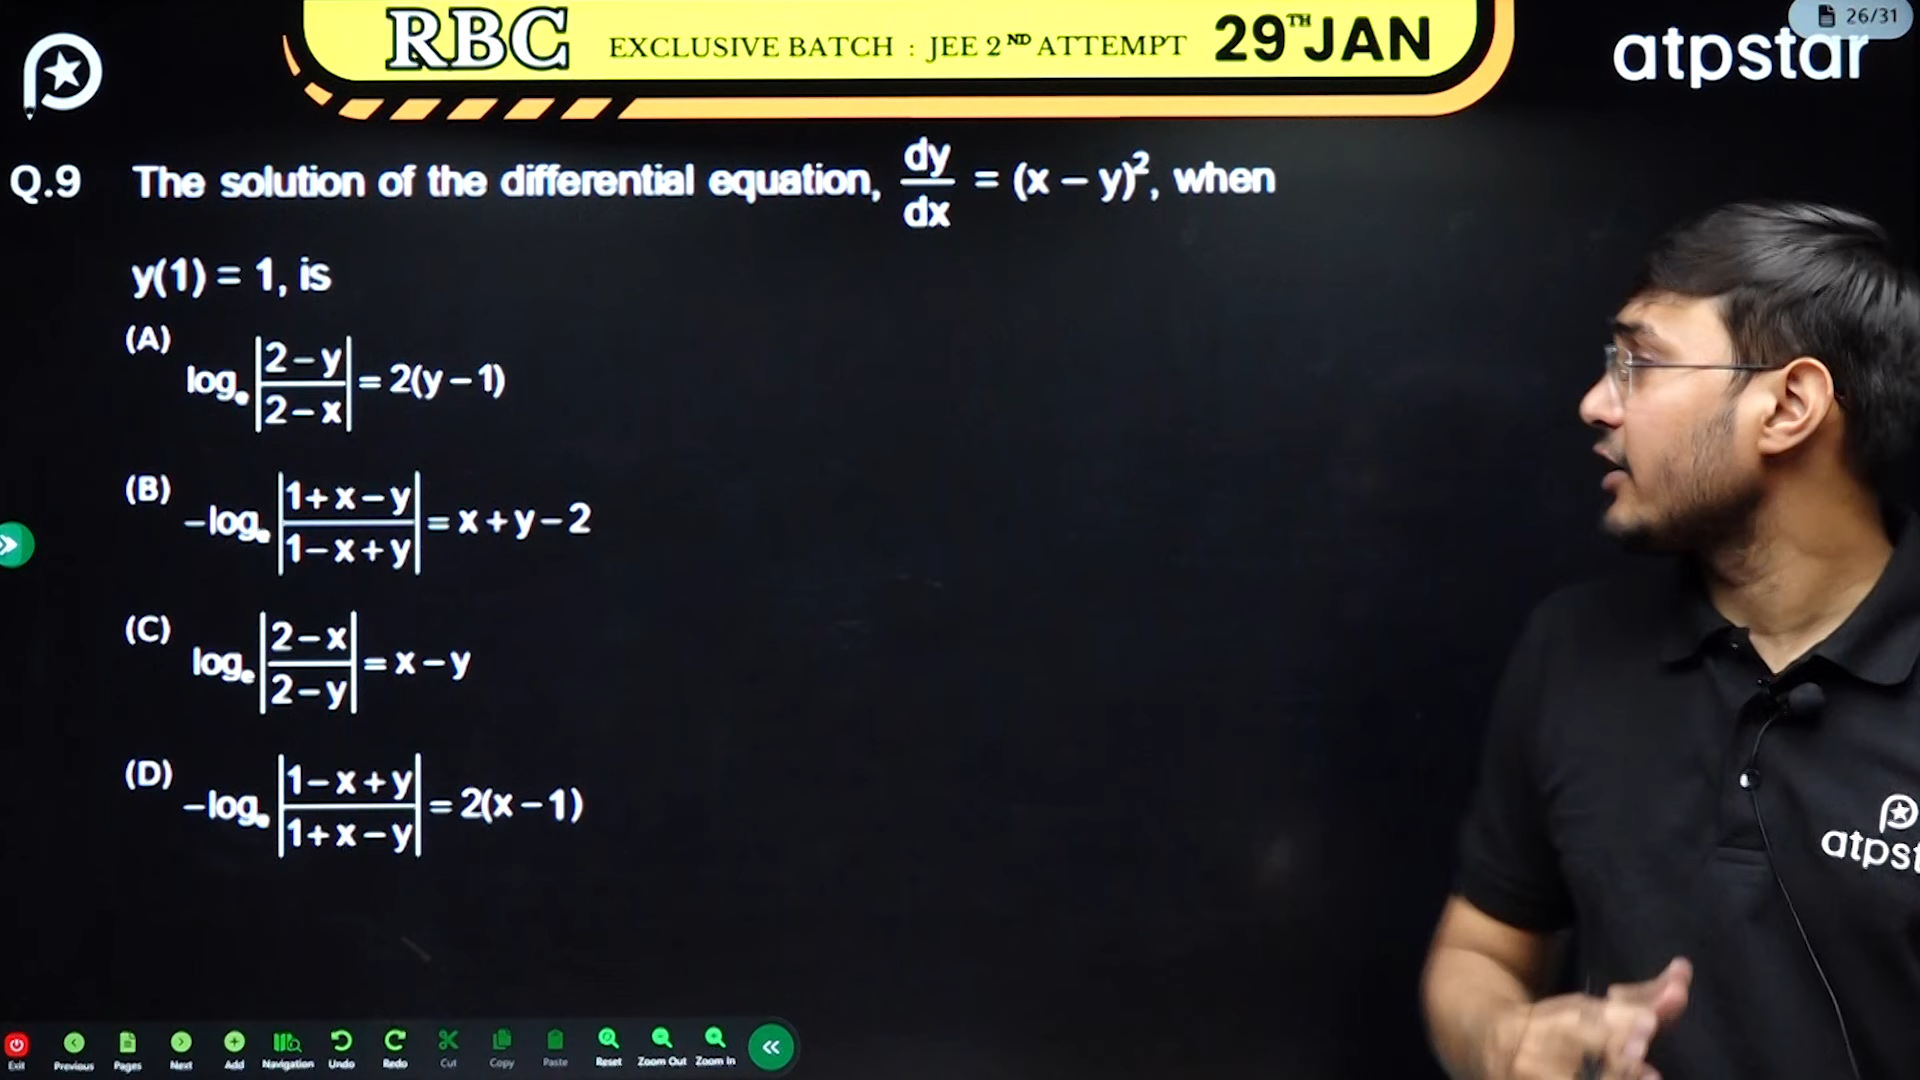 RBC EXCLUSIVE BATCH : JEE 2ND ATTEMPT 29TH JAN
26/31
atpstar
Q.9 The solution of the differential equation, dy/dx = (x – y)², when
y(1) = 1, is
(A) logₑ |(2 – y)/(2 – x)| = 2(y – 1)
(B) –logₑ |(1 + x – y)/(1 – x + y)| = x + y – 2
(C) logₑ |(2 – x)/(2 – y)| = x – y
(D) –logₑ |(1 – x + y)/(1 + x – y)| = 2(x – 1)
atpst
Exit Previous Pages Next Add Navigation Undo Redo Cut Copy Paste Reset Zoom Out Zoom In